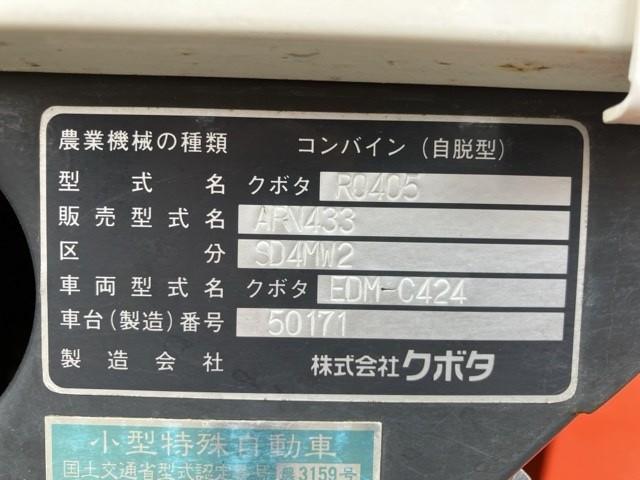 農業機械の種類 コンバイン(自脱型)
型式名 クボタ R0405
販売型式名 ARN433
区分 SD4MW2
車両型式名 クボタ EDM-C424
車台(製造)番号 50171
製造会社 株式会社クボタ
小型特殊自動車
国土交通省型式認定番号 農3159号